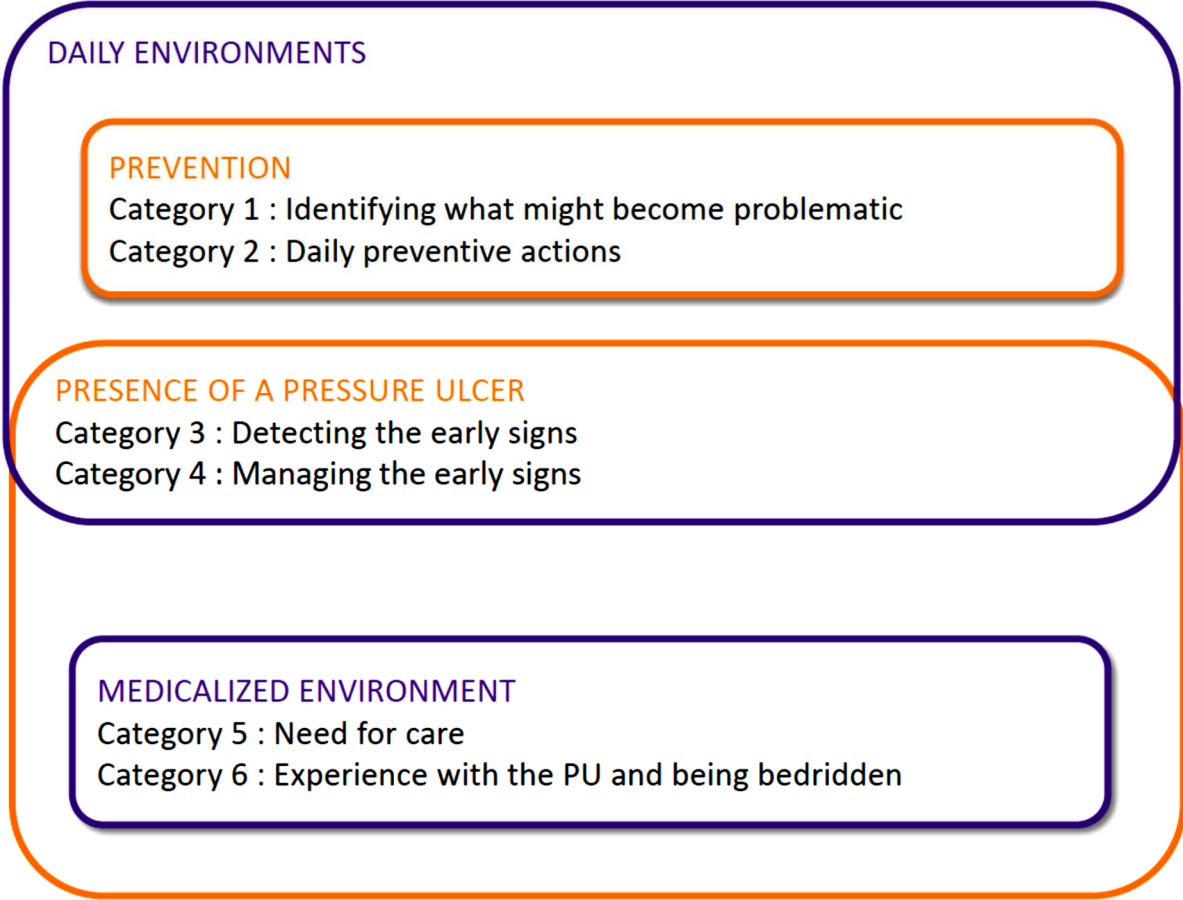 DAILY ENVIRONMENTS
PREVENTION
Category 1 : Identifying what might become problematic
Category 2 : Daily preventive actions
PRESENCE OF A PRESSURE ULCER
Category 3 : Detecting the early signs
Category 4 : Managing the early signs
MEDICALIZED ENVIRONMENT
Category 5 : Need for care
Category 6 : Experience with the PU and being bedridden